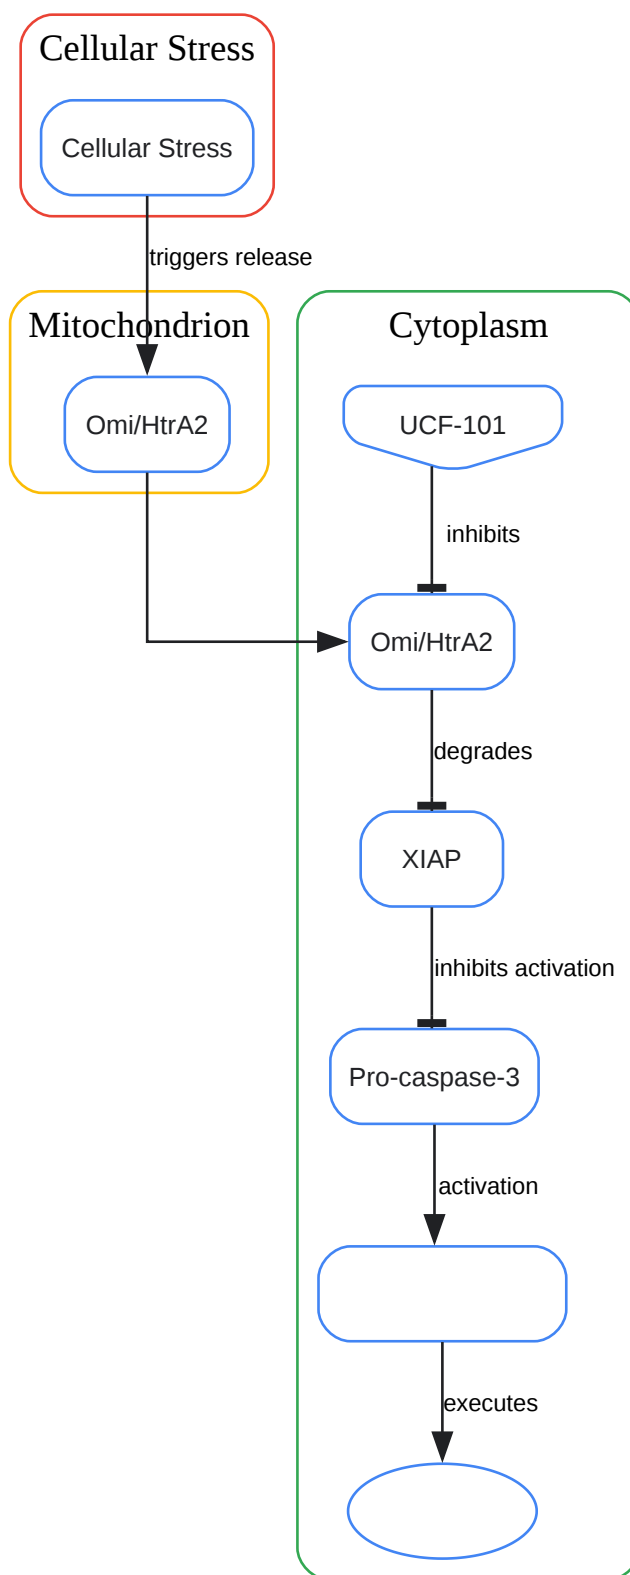 Cellular Stress
Cellular Stress
triggers release
Mitochondrion
Omi/HtrA2
Cytoplasm
UCF-101
inhibits
Omi/HtrA2
degrades
XIAP
inhibits activation
Pro-caspase-3
activation
executes